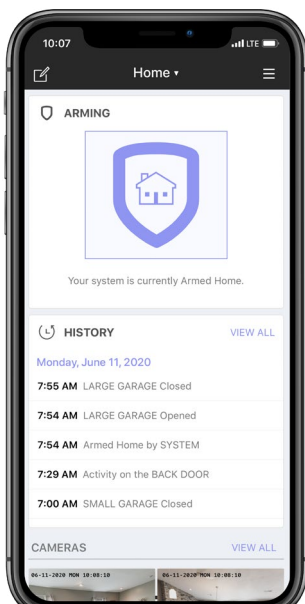 10:07
LTE
Home
ARMING
Your system is currently Armed Home.
HISTORY VIEW ALL
Monday, June 11, 2020
7:55 AM LARGE GARAGE Closed
7:54 AM LARGE GARAGE Opened
7:54 AM Armed Home by SYSTEM
7:29 AM Activity on the BACK DOOR
7:00 AM SMALL GARAGE Closed
CAMERAS VIEW ALL
06-11-2020 MON 10:08:10 06-11-2020 MON 10:08:10